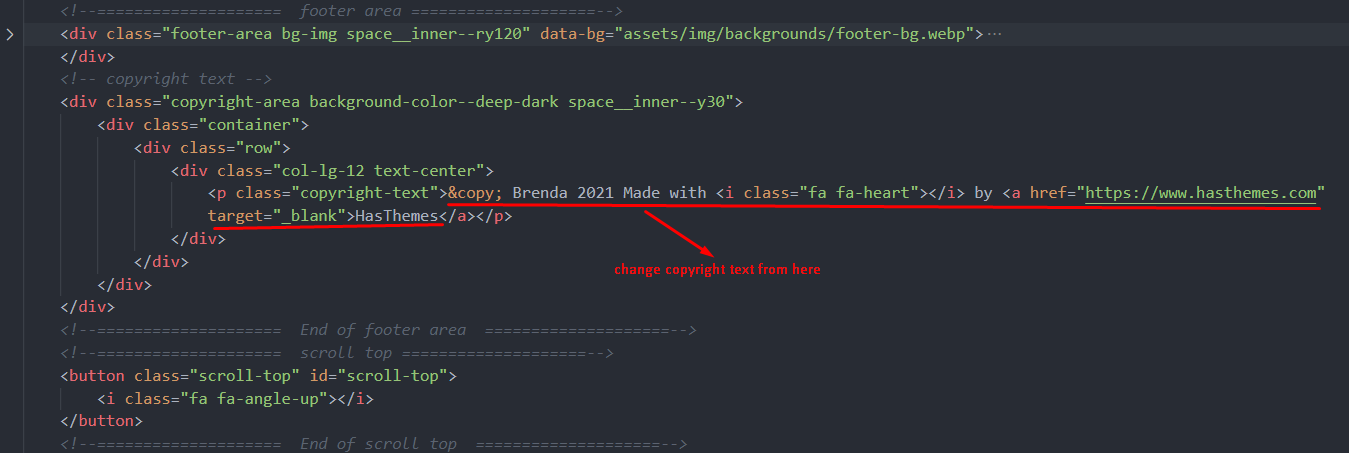 <!--====================  footer area ====================-->
<div class="footer-area bg-img space__inner--ry120" data-bg="assets/img/backgrounds/footer-bg.webp">···
</div>
<!-- copyright text -->
<div class="copyright-area background-color--deep-dark space__inner--y30">
<div class="container">
<div class="row">
<div class="col-lg-12 text-center">
<p class="copyright-text">&copy; Brenda 2021 Made with <i class="fa fa-heart"></i> by <a href="https://www.hasthemes.com"
target="_blank">HasThemes</a></p>
</div>
change copyright text from here
</div>
</div>
</div>
<!--====================  End of footer area  ====================-->
<!--====================  scroll top ====================-->
<button class="scroll-top" id="scroll-top">
<i class="fa fa-angle-up"></i>
</button>
<!--====================  End of scroll top  ====================-->